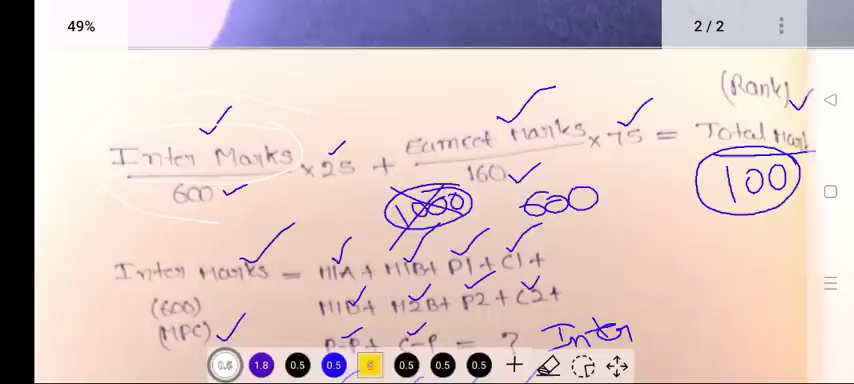 49%
2 / 2
(Rank)
Inter Marks × 25 + Eamcet Marks × 75 = Total Mark
600
160
100
1000
600
Inter Marks = M1A + M1B + P1 + C1 +
(600)
M1B + M2B + P2 + C2 +
(MPC)
P-P + C-P = ?
Inter
0.5 1.8 0.5 0.5 5 0.5 0.5 0.5